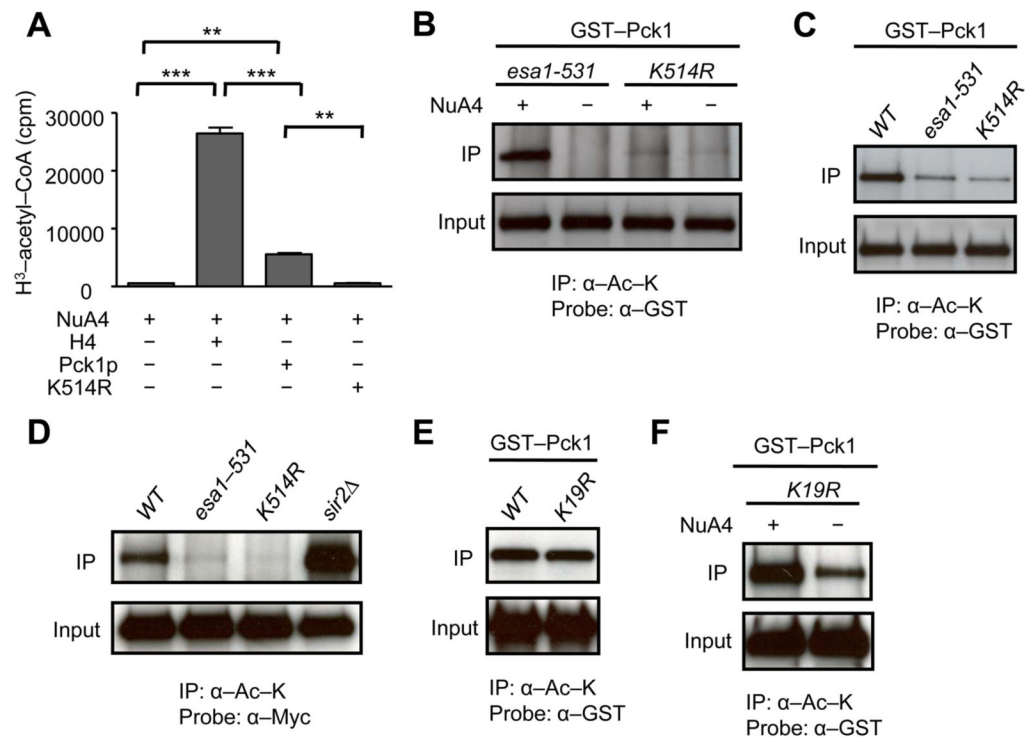 A
**
*** ***
**
H³–acetyl–CoA (cpm)
30000
20000
10000
0
NuA4 + + + +
H4 – + – –
Pck1p – – + –
K514R – – – +
B
GST–Pck1
esa1-531 K514R
NuA4 + – + –
IP
Input
IP: α–Ac–K
Probe: α–GST
C
GST–Pck1
WT esa1-531 K514R
IP
Input
IP: α–Ac–K
Probe: α–GST
D
WT esa1–531 K514R sir2Δ
IP
Input
IP: α–Ac–K
Probe: α–Myc
E
GST–Pck1
WT K19R
IP
Input
IP: α–Ac–K
Probe: α–GST
F
GST–Pck1
K19R
NuA4 + –
IP
Input
IP: α–Ac–K
Probe: α–GST